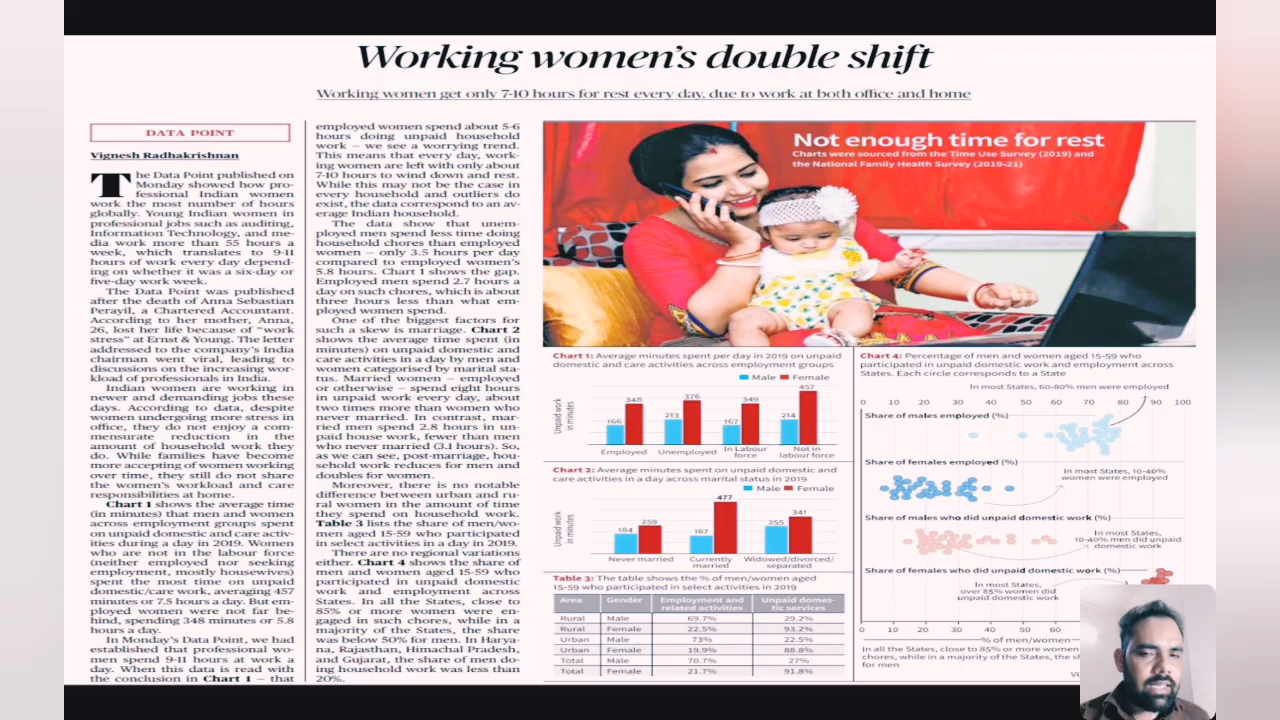 Working women's double shift
Working women get only 7-10 hours for rest every day, due to work at both office and home
DATA POINT
Vignesh Radhakrishnan
The Data Point published on
Monday showed how pro-
fessional Indian women
work the most number of hours
globally. Young Indian women in
professional jobs such as auditing,
Information Technology, and me-
dia work more than 55 hours a
week, which translates to 9-11
hours of work every day depend-
ing on whether it was a six-day or
five-day work week.
The Data Point was published
after the death of Anna Sebastian
Perayil, a Chartered Accountant.
According to her mother, Anna,
26, lost her life because of "work
stress" at Ernst & Young. The letter
addressed to the company's India
chairman went viral, leading to
discussions on the increasing wor-
kload of professionals in India.
Indian women are working in
newer and demanding jobs these
days. According to data, despite
women undergoing more stress in
office, they do not enjoy a com-
mensurate reduction in the
amount of household work they
do. While families have become
more accepting of women working
over time, they still do not share
the women's workload and care
responsibilities at home.
Chart 1 shows the average time
(in minutes) that men and women
across employment groups spent
on unpaid domestic and care activ-
ities during a day in 2019. Women
who are not in the labour force
(neither employed nor seeking
employment, mostly housewives)
spent the most time on unpaid
domestic/care work, averaging 457
minutes or 7.5 hours a day. But em-
ployed women were not far be-
hind, spending 348 minutes or 5.8
hours a day.
In Monday's Data Point, we had
established that professional wo-
men spend 9-11 hours at work a
day. When this data is read with
the conclusion in Chart 1 – that
employed women spend about 5-6
hours doing unpaid household
work – we see a worrying trend.
This means that every day, work-
ing women are left with only about
7-10 hours to wind down and rest.
While this may not be the case in
every household and outliers do
exist, the data correspond to an av-
erage Indian household.
The data show that unem-
ployed men spend less time doing
household chores than employed
women – only 3.5 hours per day
compared to employed women's
5.8 hours. Chart 1 shows the gap.
Employed men spend 2.7 hours a
day on such chores, which is about
three hours less than what em-
ployed women spend.
One of the biggest factors for
such a skew is marriage. Chart 2
shows the average time spent (in
minutes) on unpaid domestic and
care activities in a day by men and
women categorised by marital sta-
tus. Married women – employed
or otherwise – spend eight hours
in unpaid work every day, about
two times more than women who
never married. In contrast, mar-
ried men spend 2.8 hours in un-
paid house work, fewer than men
who never married (3.1 hours). So,
as we can see, post-marriage, hou-
sehold work reduces for men and
doubles for women.
Moreover, there is no notable
difference between urban and ru-
ral women in the amount of time
they spend on household work.
Table 3 lists the share of men/wo-
men aged 15-59 who participated
in select activities in a day in 2019.
There are no regional variations
either. Chart 4 shows the share of
men and women aged 15-59 who
participated in unpaid domestic
work and employment across
States. In all the States, close to
85% or more women were en-
gaged in such chores, while in a
majority of the States, the share
was below 50% for men. In Harya-
na, Rajasthan, Himachal Pradesh,
and Gujarat, the share of men do-
ing household work was less than
20%.
Not enough time for rest
Charts were sourced from the Time Use Survey (2019) and
the National Family Health Survey (2019-21)
Chart 1: Average minutes spent per day in 2019 on unpaid
domestic and care activities across employment groups
Male Female
Unpaid work
in minutes
166 348 213 376 167 349 214 457
Employed Unemployed In Labour force Not in labour force
Chart 2: Average minutes spent on unpaid domestic and
care activities in a day across marital status in 2019
Male Female
Unpaid work
in minutes
184 259 167 477 255 341
Never married Currently married Widowed/divorced/separated
Table 3: The table shows the % of men/women aged
15-59 who participated in select activities in 2019
Area Gender Employment and related activities Unpaid domes-tic services
Rural Male 69.7% 29.2%
Rural Female 22.5% 93.2%
Urban Male 73% 22.5%
Urban Female 19.9% 88.8%
Total Male 70.7% 27%
Total Female 21.7% 91.8%
Chart 4: Percentage of men and women aged 15-59 who
participated in unpaid domestic work and employment across
States. Each circle corresponds to a State
In most States, 60-80% men were employed
0 10 20 30 40 50 60 70 80 90 100
Share of males employed (%)
Share of females employed (%)
In most States, 10-40%
women were employed
Share of males who did unpaid domestic work (%)
In most States,
10-40% men did unpaid
domestic work
Share of females who did unpaid domestic work (%)
In most States,
over 85% women did
unpaid domestic work
0 10 20 30 40 50 60
% of men/women
In all the States, close to 85% or more women
chores, while in a majority of the States, the
for men